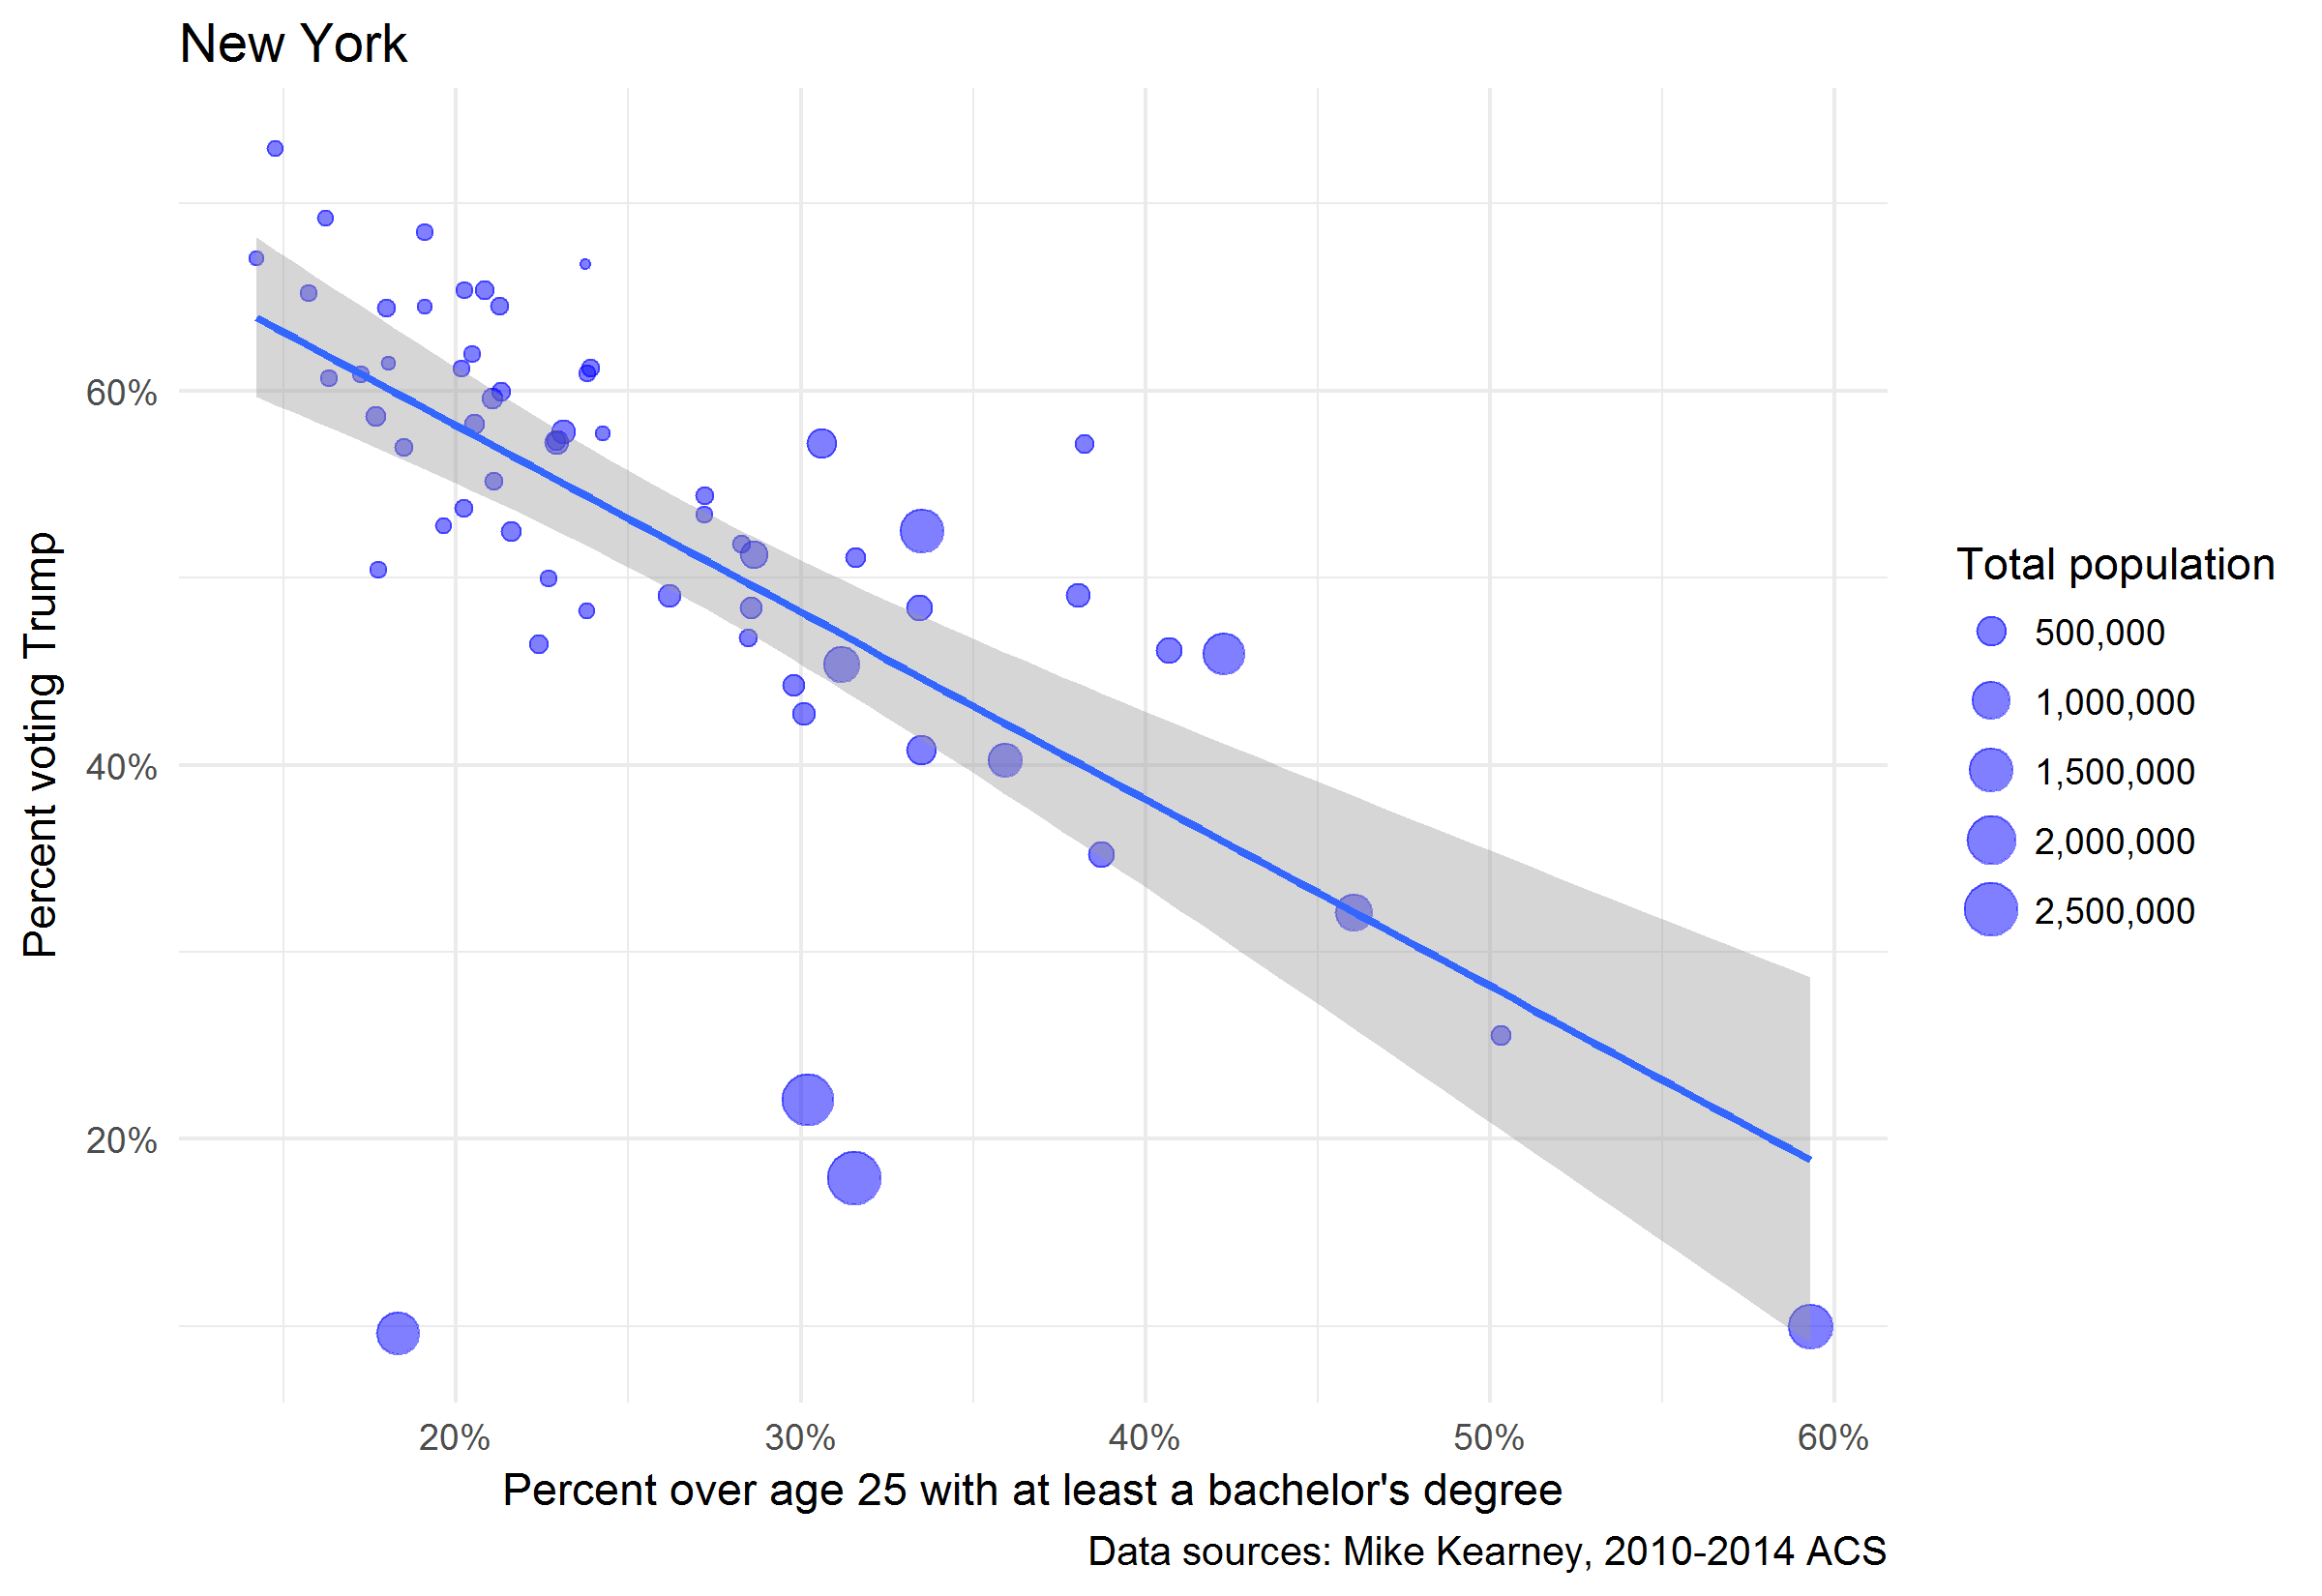 New York
Percent voting Trump
60%
40%
20%
20%
30%
40%
50%
60%
Percent over age 25 with at least a bachelor's degree
Data sources: Mike Kearney, 2010-2014 ACS
Total population
500,000
1,000,000
1,500,000
2,000,000
2,500,000